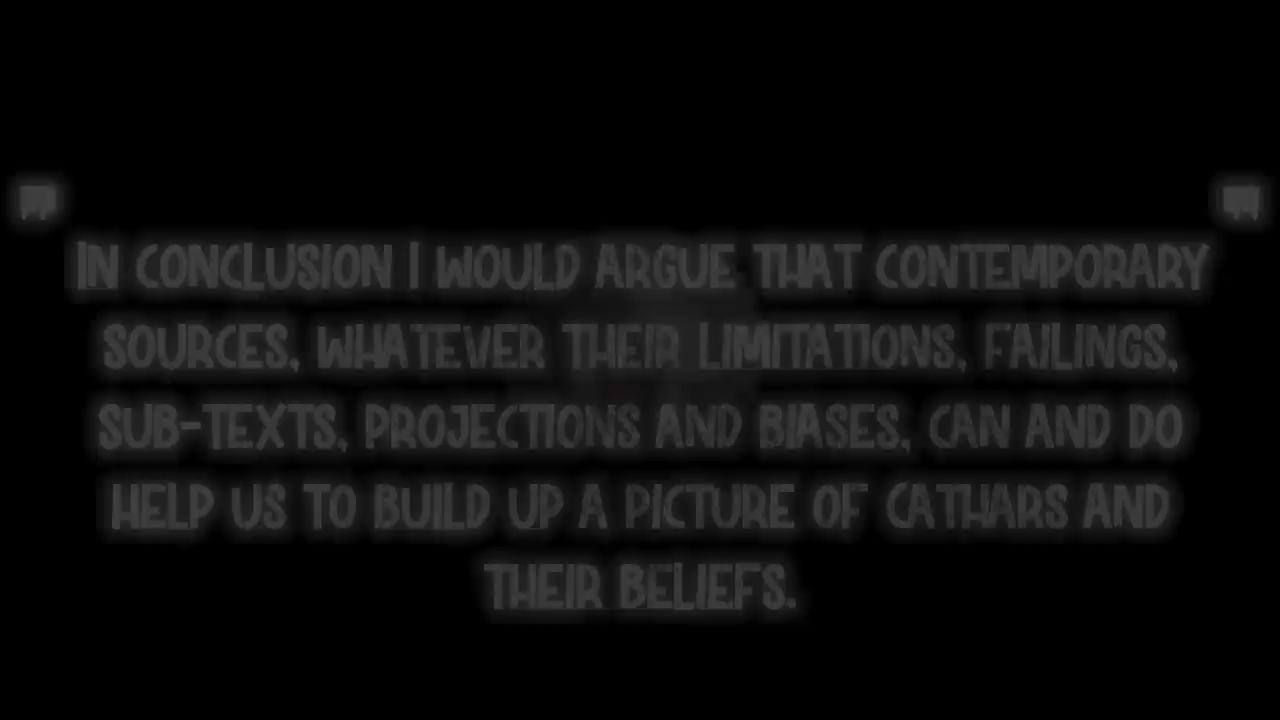 "
"
IN CONCLUSION I WOULD ARGUE THAT CONTEMPORARY
SOURCES, WHATEVER THEIR LIMITATIONS, FAILINGS,
SUB-TEXTS, PROJECTIONS AND BIASES, CAN AND DO
HELP US TO BUILD UP A PICTURE OF CATHARS AND
THEIR BELIEFS.